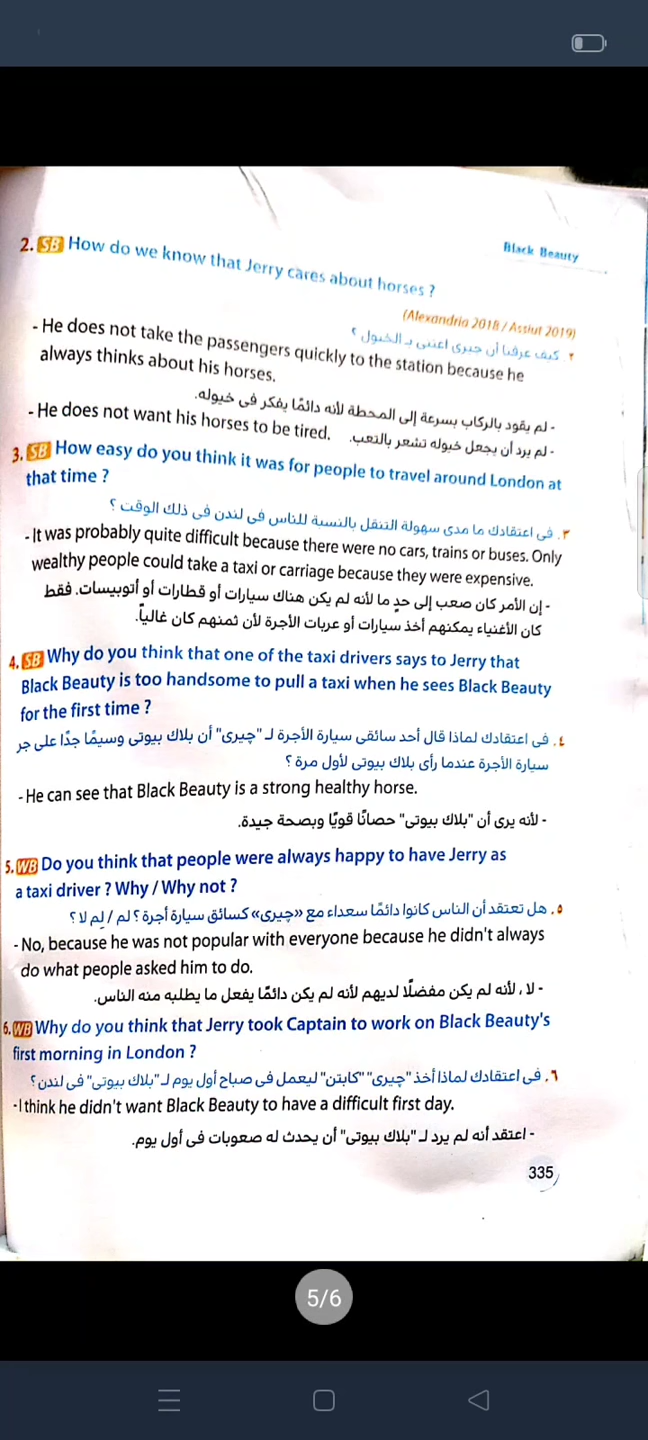 Black Beauty
2. SB How do we know that Jerry cares about horses ?
(Alexandria 2018 / Assiut 2019)
٢. كيف عرفنا أن جيرى اعتنى بـ الخيول ؟
- He does not take the passengers quickly to the station because he
always thinks about his horses.
- لم يقود بالركاب بسرعة إلى المحطة لأنه دائمًا يفكر فى خيوله.
- He does not want his horses to be tired.
- لم يرد أن يجعل خيوله تشعر بالتعب.
3. SB How easy do you think it was for people to travel around London at
that time ?
٣. فى اعتقادك ما مدى سهولة التنقل بالنسبة للناس فى لندن فى ذلك الوقت ؟
- It was probably quite difficult because there were no cars, trains or buses. Only
wealthy people could take a taxi or carriage because they were expensive.
- إن الأمر كان صعب إلى حدٍ ما لأنه لم يكن هناك سيارات أو قطارات أو أتوبيسات. فقط
كان الأغنياء يمكنهم أخذ سيارات أو عربات الأجرة لأن ثمنهم كان غالياً.
4. SB Why do you think that one of the taxi drivers says to Jerry that
Black Beauty is too handsome to pull a taxi when he sees Black Beauty
for the first time ?
٤. فى اعتقادك لماذا قال أحد سائقى سيارة الأجرة لـ "چيرى" أن بلاك بيوتى وسيمًا جدًا على جر
سيارة الأجرة عندما رأى بلاك بيوتى لأول مرة ؟
- He can see that Black Beauty is a strong healthy horse.
- لأنه يرى أن "بلاك بيوتى" حصانًا قويًا وبصحة جيدة.
5. WB Do you think that people were always happy to have Jerry as
a taxi driver ? Why / Why not ?
٥. هل تعتقد أن الناس كانوا دائمًا سعداء مع «چيرى» كسائق سيارة أجرة ؟ لم / لِم لا ؟
- No, because he was not popular with everyone because he didn't always
do what people asked him to do.
- لا ، لأنه لم يكن مفضلًا لديهم لأنه لم يكن دائمًا يفعل ما يطلبه منه الناس.
6. WB Why do you think that Jerry took Captain to work on Black Beauty's
first morning in London ?
٦. فى اعتقادك لماذا أخذ "چيرى" "كابتن" ليعمل فى صباح أول يوم لـ "بلاك بيوتى" فى لندن ؟
- I think he didn't want Black Beauty to have a difficult first day.
- اعتقد أنه لم يرد لـ "بلاك بيوتى" أن يحدث له صعوبات فى أول يوم.
335
5/6